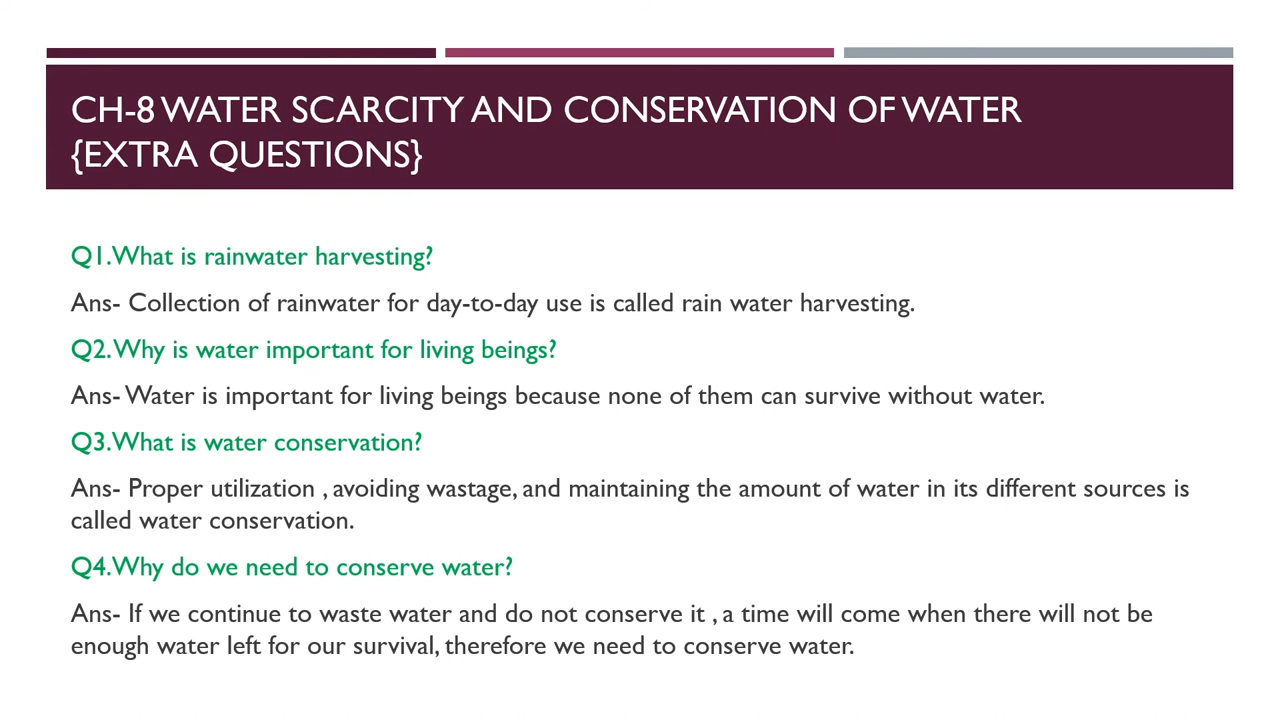 CH-8 WATER SCARCITY AND CONSERVATION OF WATER
{EXTRA QUESTIONS}
Q1.What is rainwater harvesting?
Ans- Collection of rainwater for day-to-day use is called rain water harvesting.
Q2.Why is water important for living beings?
Ans- Water is important for living beings because none of them can survive without water.
Q3.What is water conservation?
Ans- Proper utilization , avoiding wastage, and maintaining the amount of water in its different sources is
called water conservation.
Q4.Why do we need to conserve water?
Ans- If we continue to waste water and do not conserve it , a time will come when there will not be
enough water left for our survival, therefore we need to conserve water.